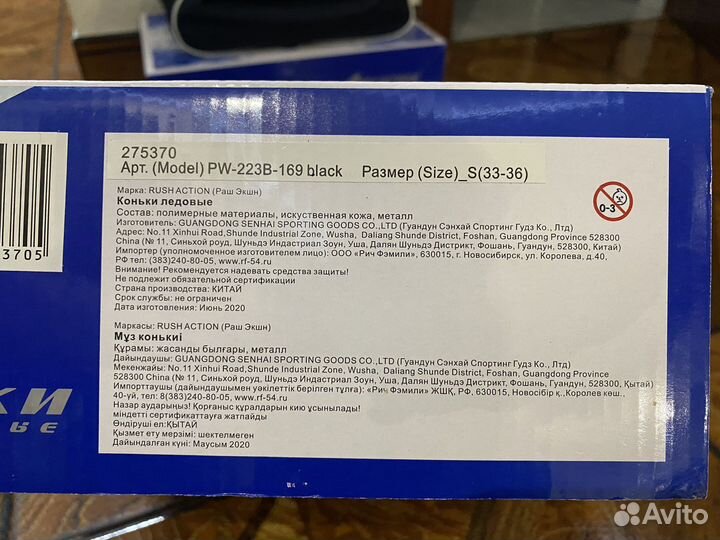 275370
Арт. (Model) PW-223B-169 black Размер (Size)_S(33-36)
Марка: RUSH ACTION (Раш Экшн)
Коньки ледовые
Состав: полимерные материалы, искуственная кожа, металл
Изготовитель: GUANGDONG SENHAI SPORTING GOODS CO.,LTD (Гуандун Сэнхай Спортинг Гудз Ко., Лтд)
Адрес: No.11 Xinhui Road,Shunde Industrial Zone, Wusha, Daliang Shunde District, Foshan, Guangdong Province 528300
China (№ 11, Синьхой роуд, Шуньдэ Индастриал Зоун, Уша, Далян Шуньдэ Дистрикт, Фошань, Гуандун, 528300, Китай)
Импортер (уполномоченное изготовителем лицо): ООО «Рич Фэмили», 630015, г. Новосибирск, ул. Королева, д.40,
РФ, тел: (383)240-80-05, www.rf-54.ru
Внимание! Рекомендуется надевать средства защиты!
Не подлежит обязательной сертификации
Страна производства: КИТАЙ
Срок службы: не ограничен
Дата изготовления: Июнь 2020
0-3
3705
Маркасы: RUSH ACTION (Раш Экшн)
Мұз конькиі
Құрамы: жасанды былғары, металл
Дайындаушы: GUANGDONG SENHAI SPORTING GOODS CO.,LTD (Гуандун Сэнхай Спортинг Гудз Ко., Лтд)
Мекенжайы: No.11 Xinhui Road,Shunde Industrial Zone, Wusha, Daliang Shunde District, Foshan, Guangdong Province
528300 China (№ 11, Синьхой роуд, Шуньдэ Индастриал Зоун, Уша, Далян Шуньдэ Дистрикт, Фошань, Гуандун, 528300, Қытай)
Импорттаушы (дайындаушымен уәкілеттік берілген тұлға): «Рич Фэмили» ЖШҚ, РФ, 630015, Новосібір қ.,Королев көш.,
40-үй, тел: 8(383)240-80-05, www.rf-54.ru
Назар аударыңыз! Қорғаныс құралдарын кию ұсынылады!
міндетті сертификаттауға жатпайды
Өндіруші ел:ҚЫТАЙ
Қызмет ету мерзімі: шектелмеген
Дайындалған күні: Маусым 2020
ки
ые
Avito